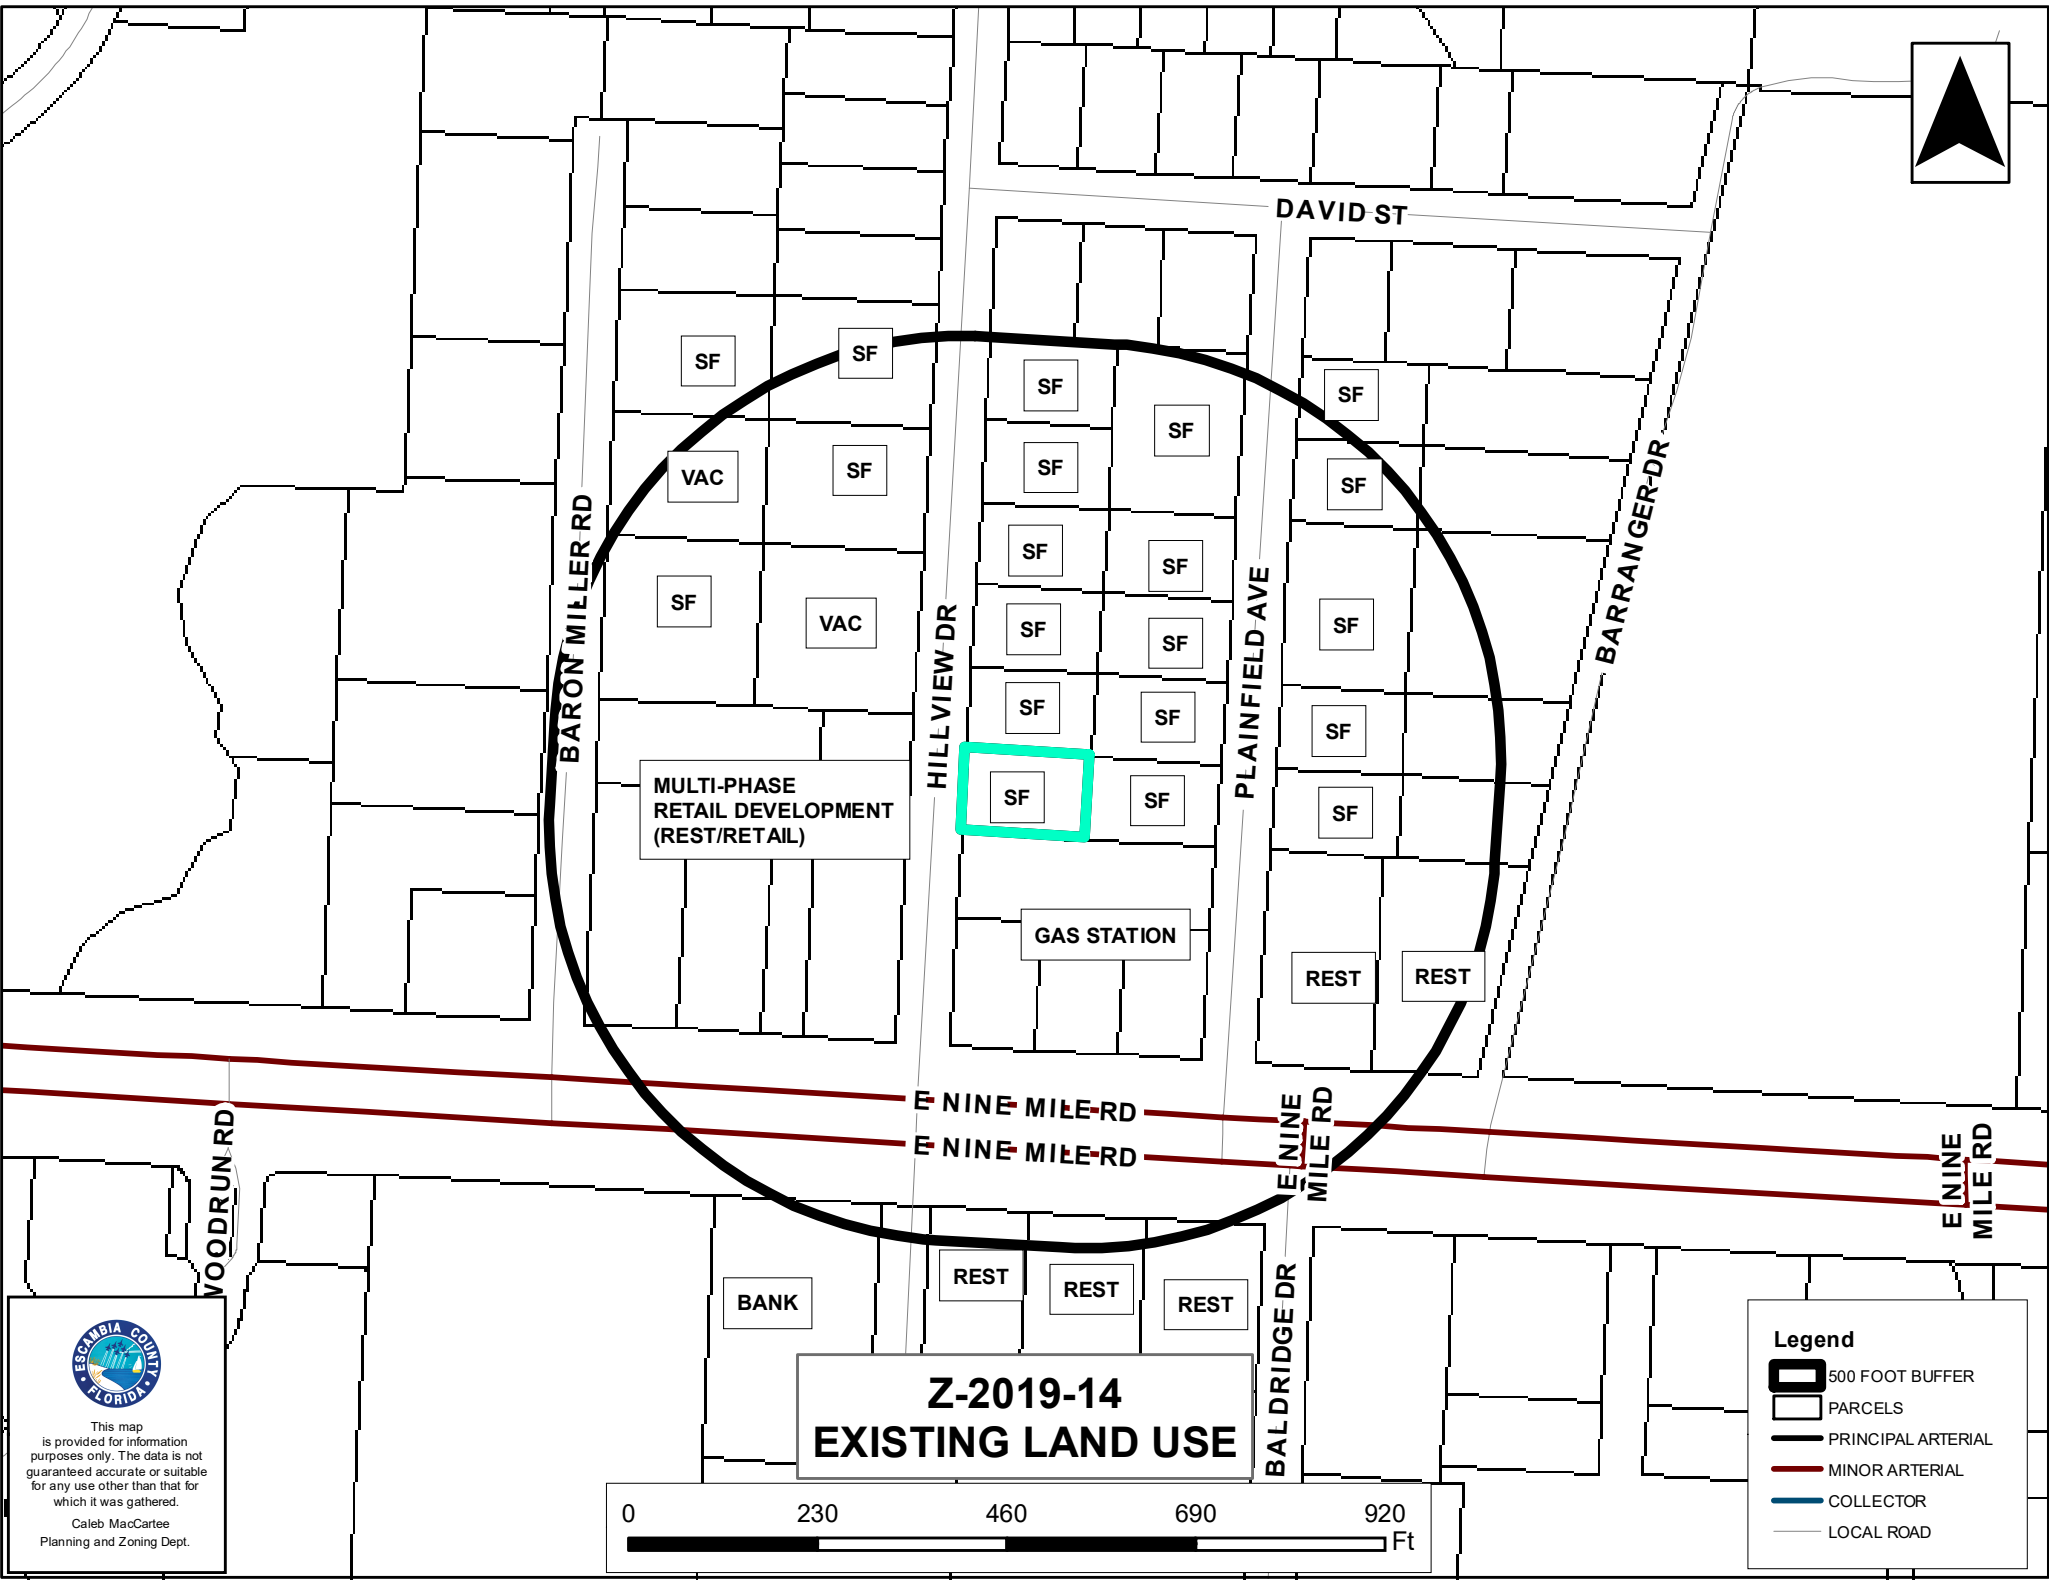 DAVID ST
SF
SF
SF
SF
SF
SF
VAC
SF
SF
SF
BARON MILLER RD
SF
SF
PLAINFIELD AVE
BARRANGER DR
SF
VAC
HILLVIEW DR
SF
SF
SF
SF
SF
SF
MULTI-PHASE
RETAIL DEVELOPMENT
(REST/RETAIL)
SF
SF
SF
GAS STATION
REST
REST
E NINE MILE RD
E NINE MILE RD
E NINE
MILE RD
E NINE
MILE RD
WOODRUN RD
BANK
REST
REST
REST
BALDRIDGE DR
Z-2019-14
EXISTING LAND USE
ESCAMBIA COUNTY
FLORIDA
This map
is provided for information
purposes only. The data is not
guaranteed accurate or suitable
for any use other than that for
which it was gathered.
Caleb MacCartee
Planning and Zoning Dept.
0 230 460 690 920
Ft
Legend
500 FOOT BUFFER
PARCELS
PRINCIPAL ARTERIAL
MINOR ARTERIAL
COLLECTOR
LOCAL ROAD